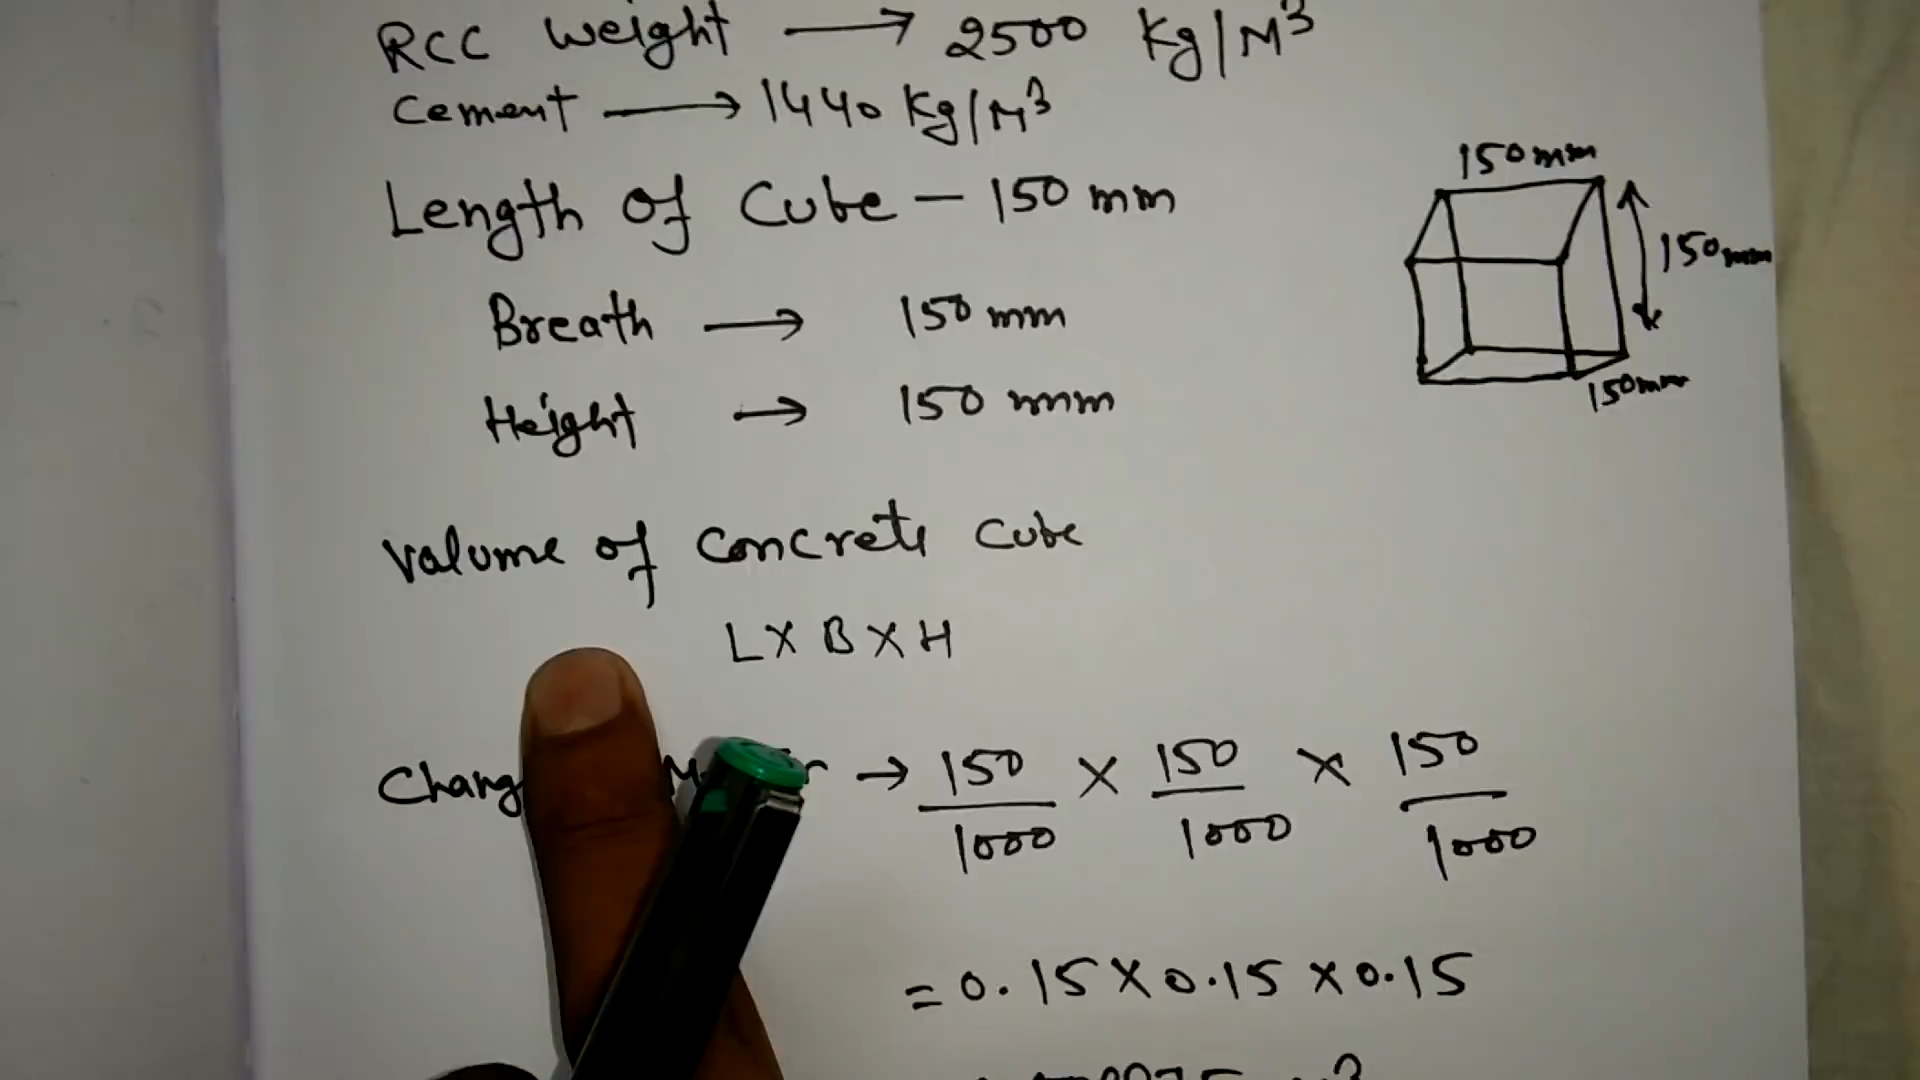 RCC Weight → 2500 Kg/M³
Cement → 1440 Kg/M³
Length of Cube - 150 mm
Breath → 150 mm
Height → 150 mm
150mm
150mm
150mm
Valume of Concrete Cube
L X B X H
→ 150/1000 X 150/1000 X 150/1000
= 0.15 X 0.15 X 0.15